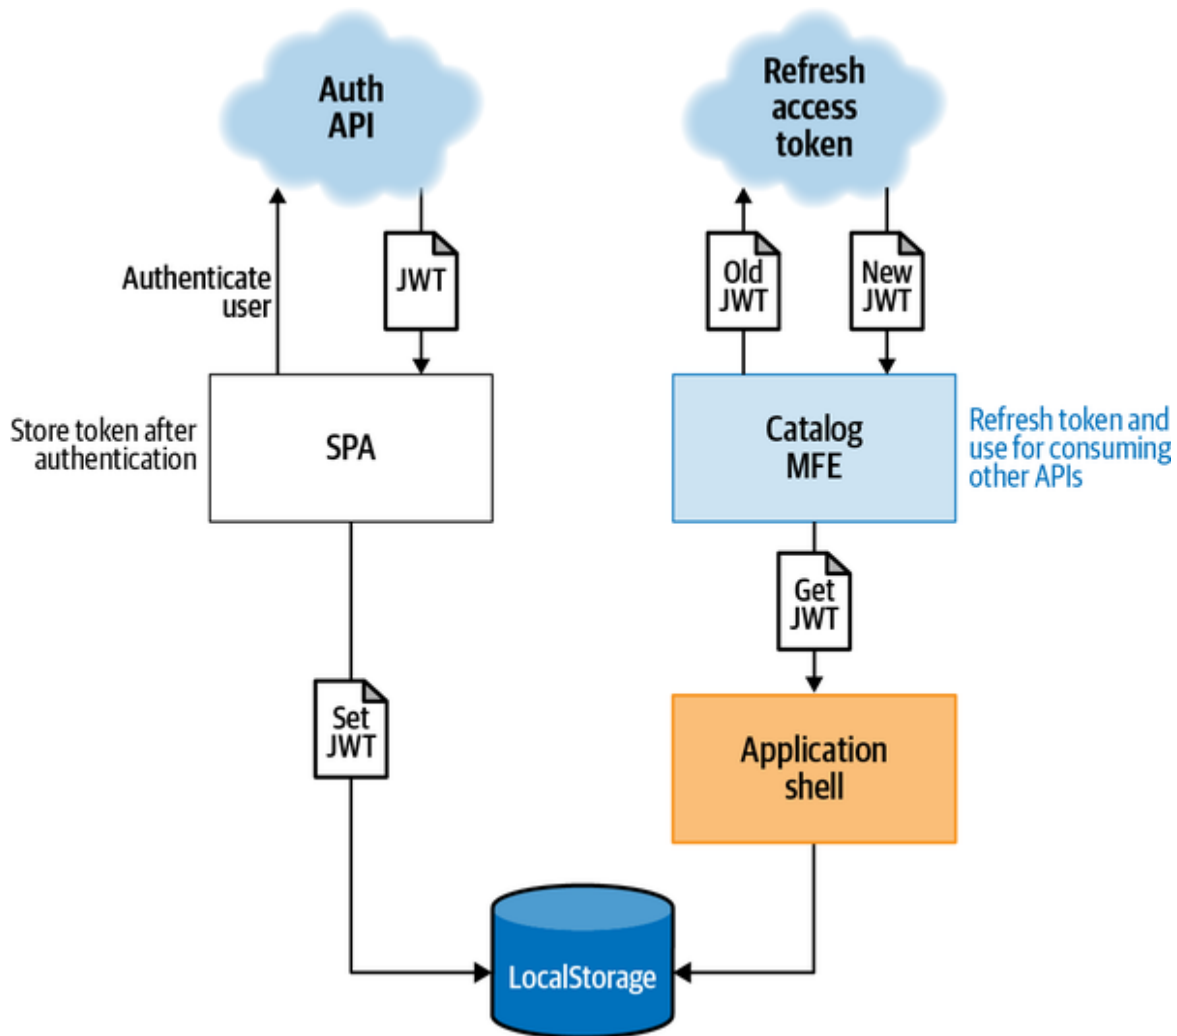 Auth
API
Refresh
access
token
Authenticate
user
JWT
Old
JWT
New
JWT
Store token after
authentication
SPA
Catalog
MFE
Refresh token and
use for consuming
other APIs
Get
JWT
Set
JWT
Application
shell
LocalStorage